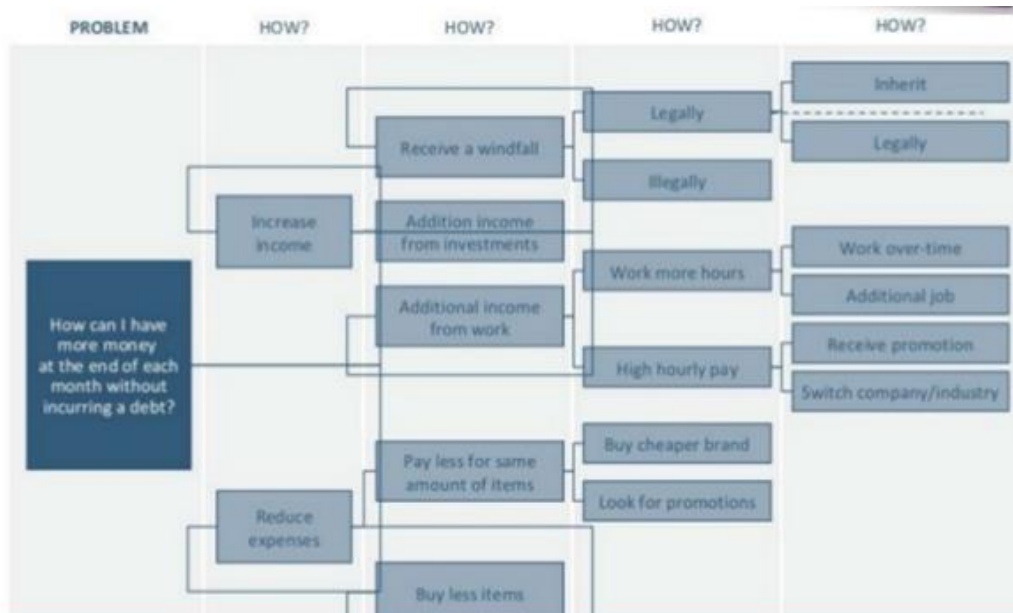 PROBLEM
HOW?
HOW?
HOW?
HOW?
How can I have
more money
at the end of each
month without
incurring a debt?
Increase
income
Reduce
expenses
Receive a windfall
Addition income
from investments
Additional income
from work
Pay less for same
amount of items
Buy less items
Legally
Illegally
Work more hours
High hourly pay
Buy cheaper brand
Look for promotions
Inherit
Legally
Work over-time
Additional job
Receive promotion
Switch company/industry